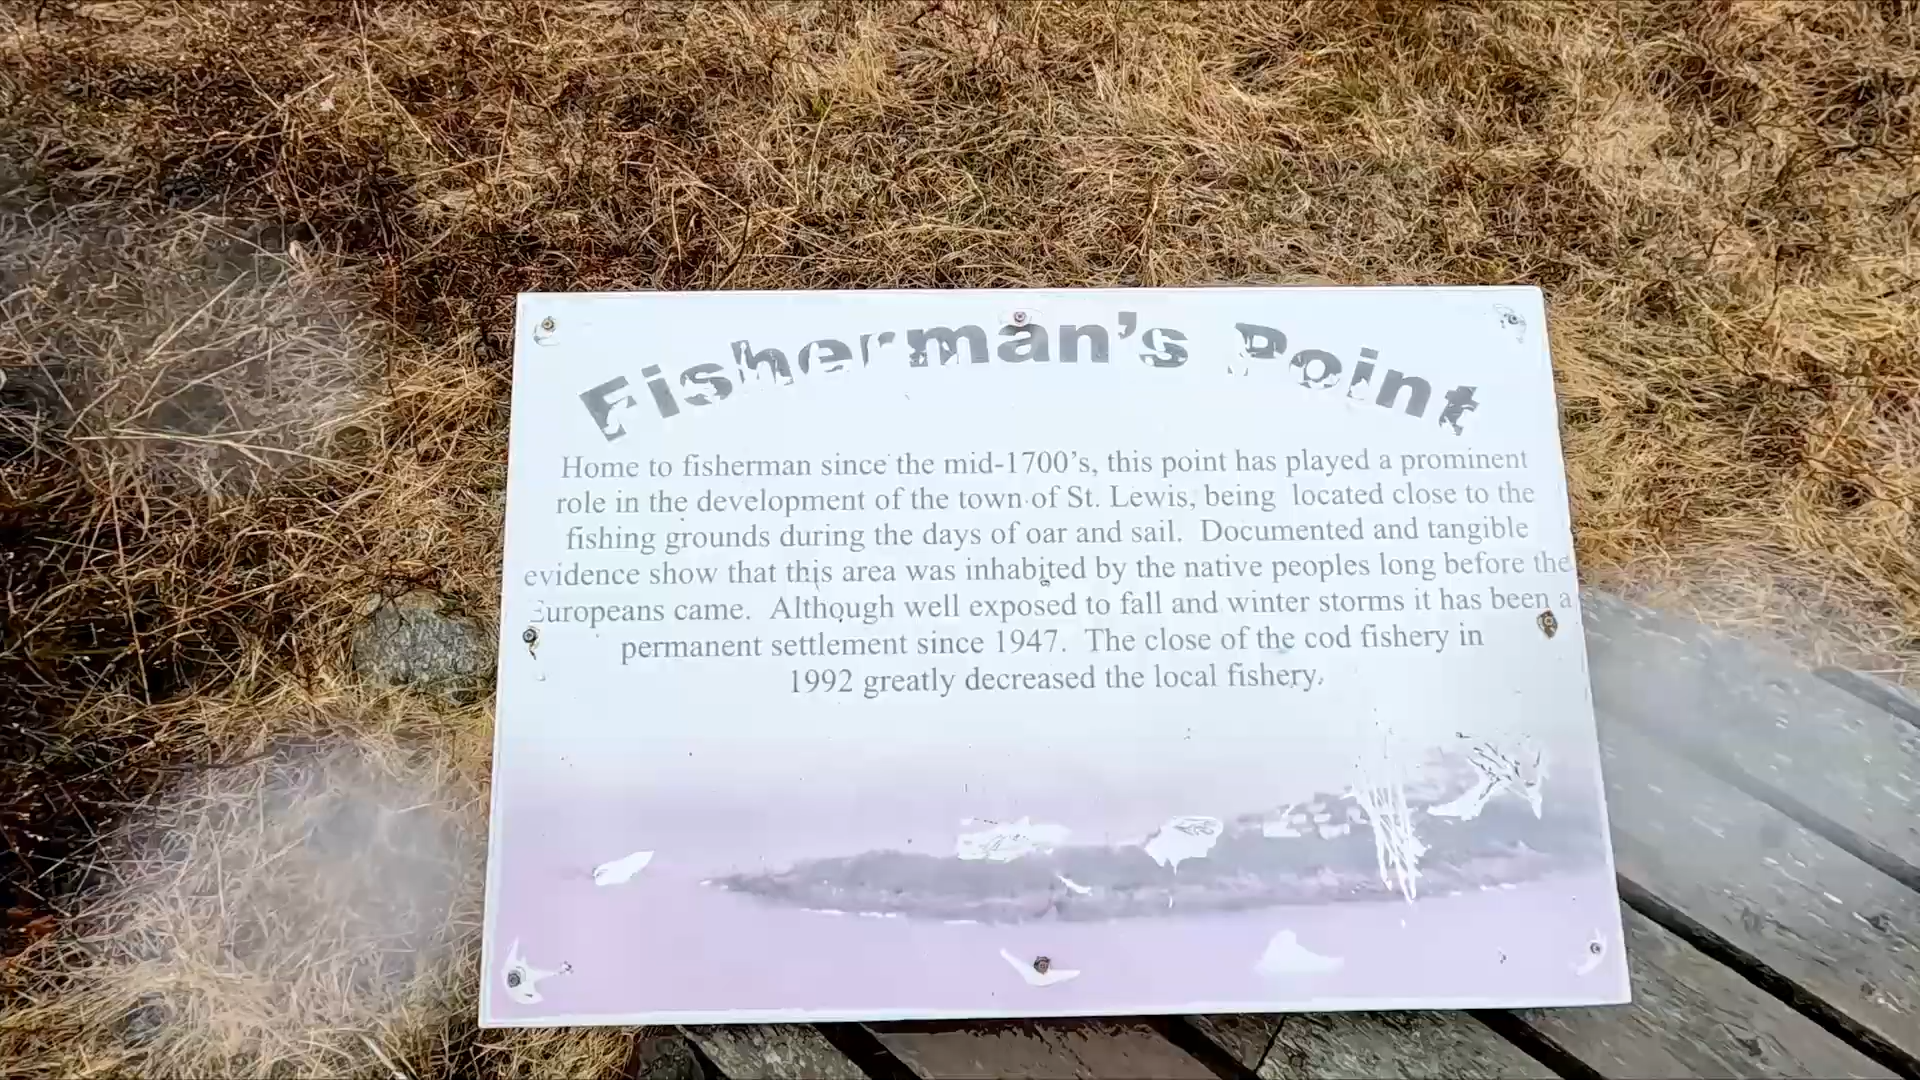 Fisherman's Point
Home to fisherman since the mid-1700's, this point has played a prominent
role in the development of the town of St. Lewis, being located close to the
fishing grounds during the days of oar and sail. Documented and tangible
evidence show that this area was inhabited by the native peoples long before the
Europeans came. Although well exposed to fall and winter storms it has been a
permanent settlement since 1947. The close of the cod fishery in
1992 greatly decreased the local fishery.